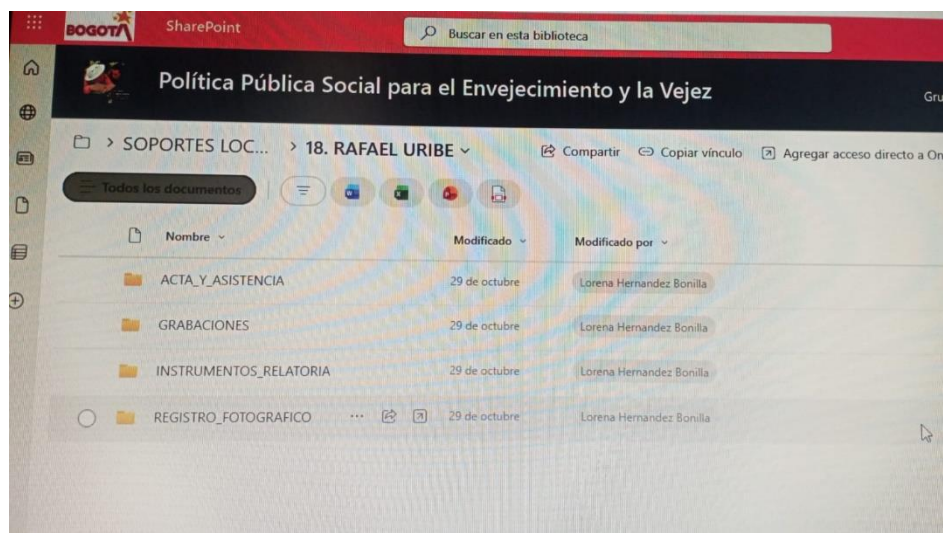 BOGOTÁ SharePoint Buscar en esta biblioteca
Política Pública Social para el Envejecimiento y la Vejez
Gru
> SOPORTES LOC... > 18. RAFAEL URIBE Compartir Copiar vínculo Agregar acceso directo a On
Todos los documentos
Nombre Modificado Modificado por
ACTA_Y_ASISTENCIA 29 de octubre Lorena Hernandez Bonilla
GRABACIONES 29 de octubre Lorena Hernandez Bonilla
INSTRUMENTOS_RELATORIA 29 de octubre Lorena Hernandez Bonilla
REGISTRO_FOTOGRAFICO ... 29 de octubre Lorena Hernandez Bonilla